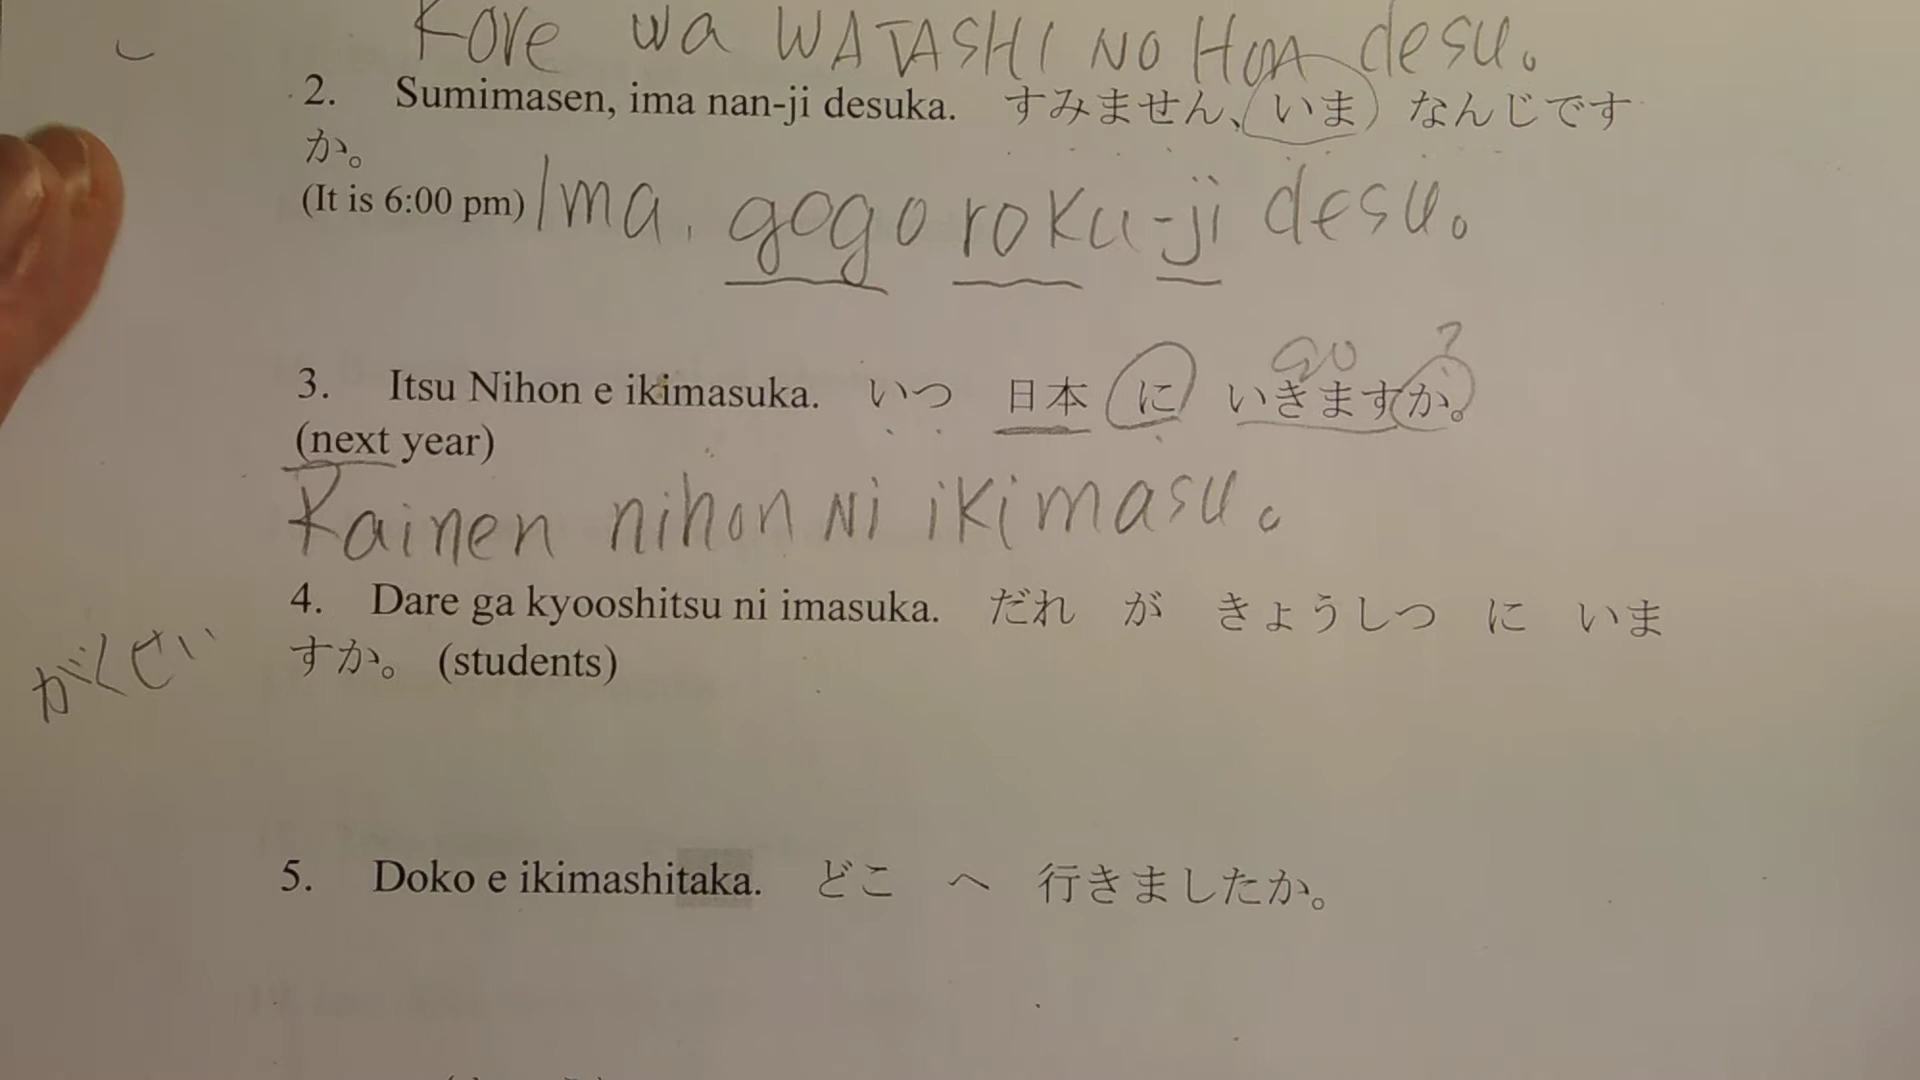 Kore wa WATASHI NO HON desu。
2. Sumimasen, ima nan-ji desuka. すみません、いま なんじです
か。
(It is 6:00 pm) Ima, gogo roku-ji desu。
go ?
3. Itsu Nihon e ikimasuka. いつ 日本 に いきますか。
(next year)
Rainen nihon Ni ikimasu。
4. Dare ga kyooshitsu ni imasuka. だれ が きょうしつ に いま
がくせい すか。 (students)
5. Doko e ikimashitaka. どこ へ 行きましたか。